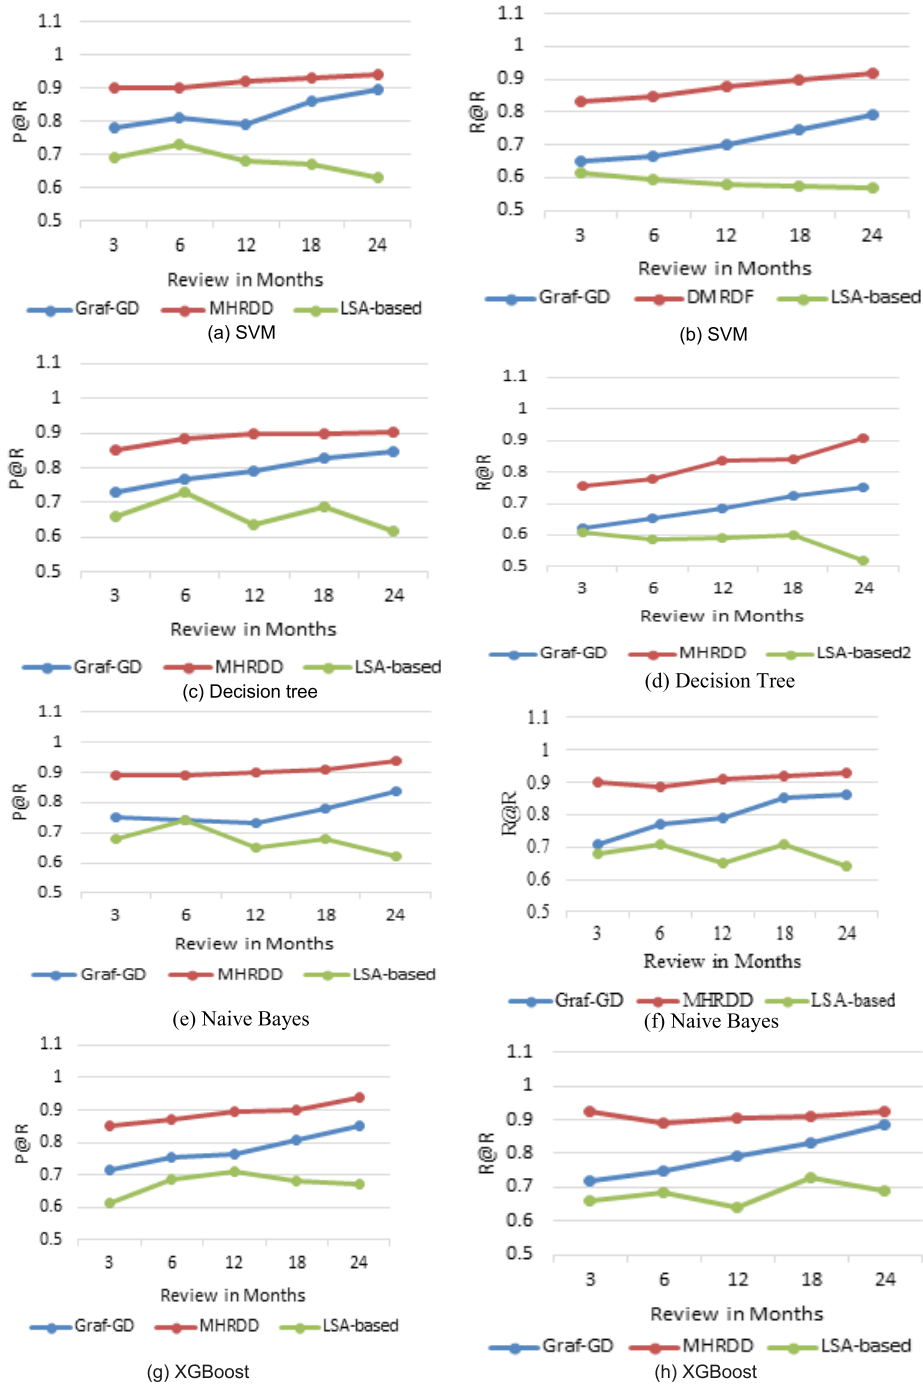 1.1
1
0.9
0.8
0.7
0.6
0.5
P@R
3 6 12 18 24
Review in Months
Graf-GD MHRDD LSA-based
(a) SVM
1.1
1
0.9
0.8
0.7
0.6
0.5
R@R
3 6 12 18 24
Review in Months
Graf-GD DMRDF LSA-based
(b) SVM
1.1
1
0.9
0.8
0.7
0.6
0.5
P@R
3 6 12 18 24
Review in Months
Graf-GD MHRDD LSA-based
(c) Decision tree
1.1
1
0.9
0.8
0.7
0.6
0.5
R@R
3 6 12 18 24
Review in Months
Graf-GD MHRDD LSA-based2
(d) Decision Tree
1.1
1
0.9
0.8
0.7
0.6
0.5
P@R
3 6 12 18 24
Review in Months
Graf-GD MHRDD LSA-based
(e) Naive Bayes
1.1
1
0.9
0.8
0.7
0.6
0.5
R@R
3 6 12 18 24
Review in Months
Graf-GD MHRDD LSA-based
(f) Naive Bayes
1.1
1
0.9
0.8
0.7
0.6
0.5
P@R
3 6 12 18 24
Review in Months
Graf-GD MHRDD LSA-based
(g) XGBoost
1.1
1
0.9
0.8
0.7
0.6
0.5
R@R
3 6 12 18 24
Review in Months
Graf-GD MHRDD LSA-based
(h) XGBoost